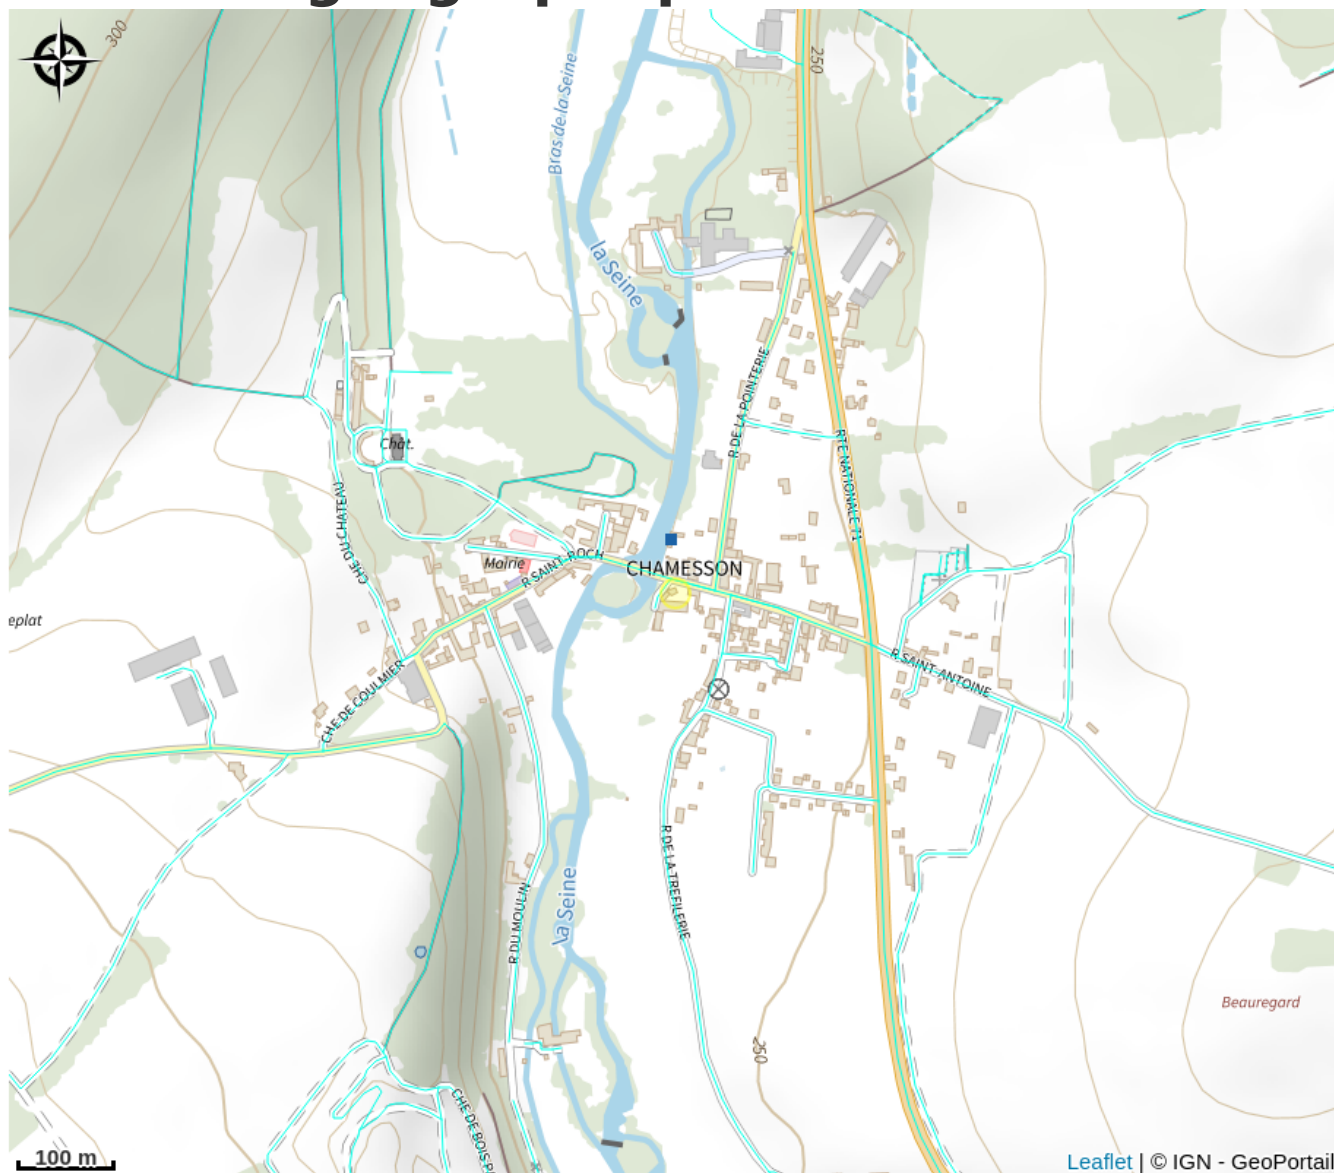 300
250
Bras de la Seine
la Seine
R DE LA POINTERIE
Chât.
RTE NATIONALE 71
CHE DU CHATEAU
Mairie
R SAINT-ROCH
CHAMESSON
eplat
R SAINT-ANTOINE
CHE DE COULMIER
R DE LA TREFILERIE
R DU MOULIN
la Seine
Beauregard
250
CHE DE BOIS P
100 m
Leaflet | © IGN - GeoPortail